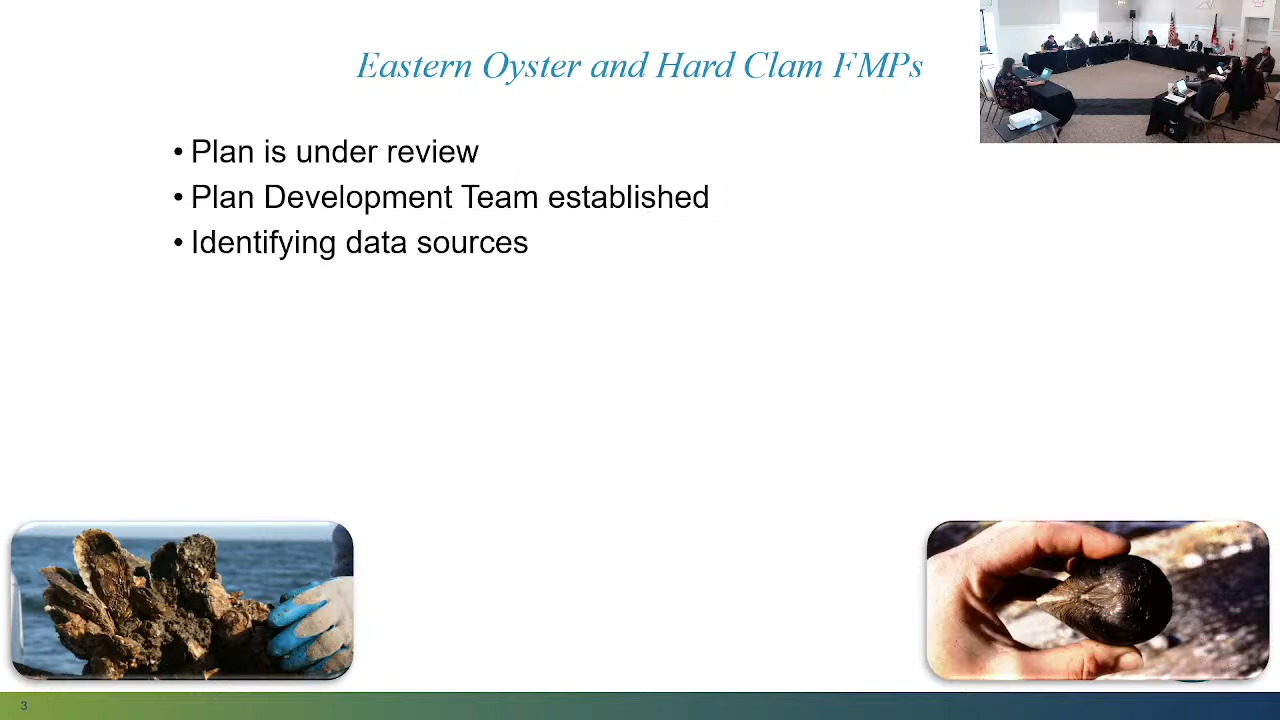 Eastern Oyster and Hard Clam FMPs
• Plan is under review
• Plan Development Team established
• Identifying data sources
3